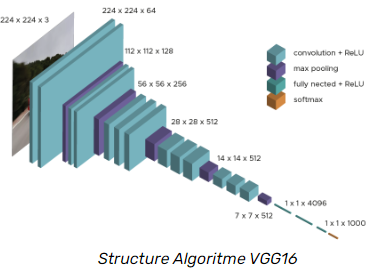 224 x 224 x 3
224 x 224 x 64
112 x 112 x 128
56 x 56 x 256
28 x 28 x 512
14 x 14 x 512
7 x 7 x 512
1 x 1 x 4096
1 x 1 x 1000
convolution + ReLU
max pooling
fully nected + ReLU
softmax
Structure Algoritme VGG16